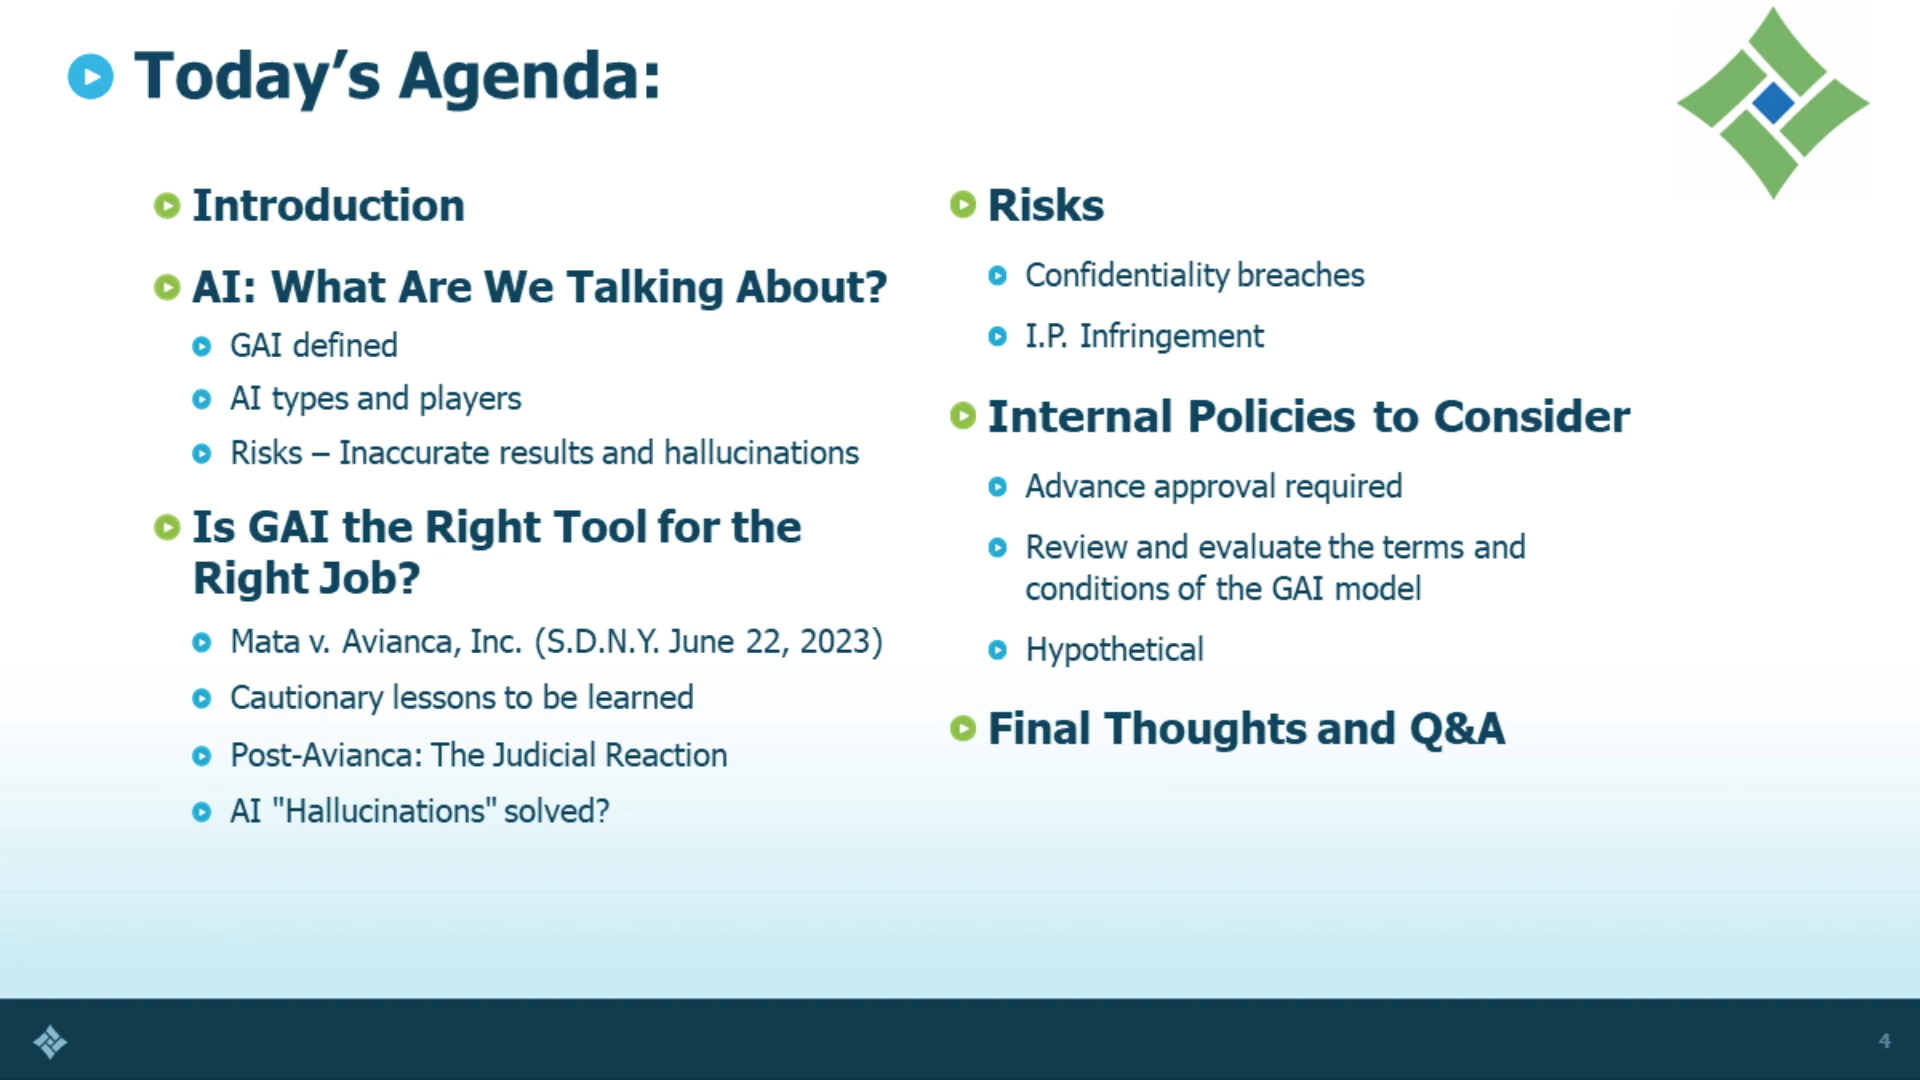 Today’s Agenda:
Introduction
AI: What Are We Talking About?
GAI defined
AI types and players
Risks – Inaccurate results and hallucinations
Is GAI the Right Tool for the
Right Job?
Mata v. Avianca, Inc. (S.D.N.Y. June 22, 2023)
Cautionary lessons to be learned
Post-Avianca: The Judicial Reaction
AI "Hallucinations" solved?
Risks
Confidentiality breaches
I.P. Infringement
Internal Policies to Consider
Advance approval required
Review and evaluate the terms and
conditions of the GAI model
Hypothetical
Final Thoughts and Q&A
4